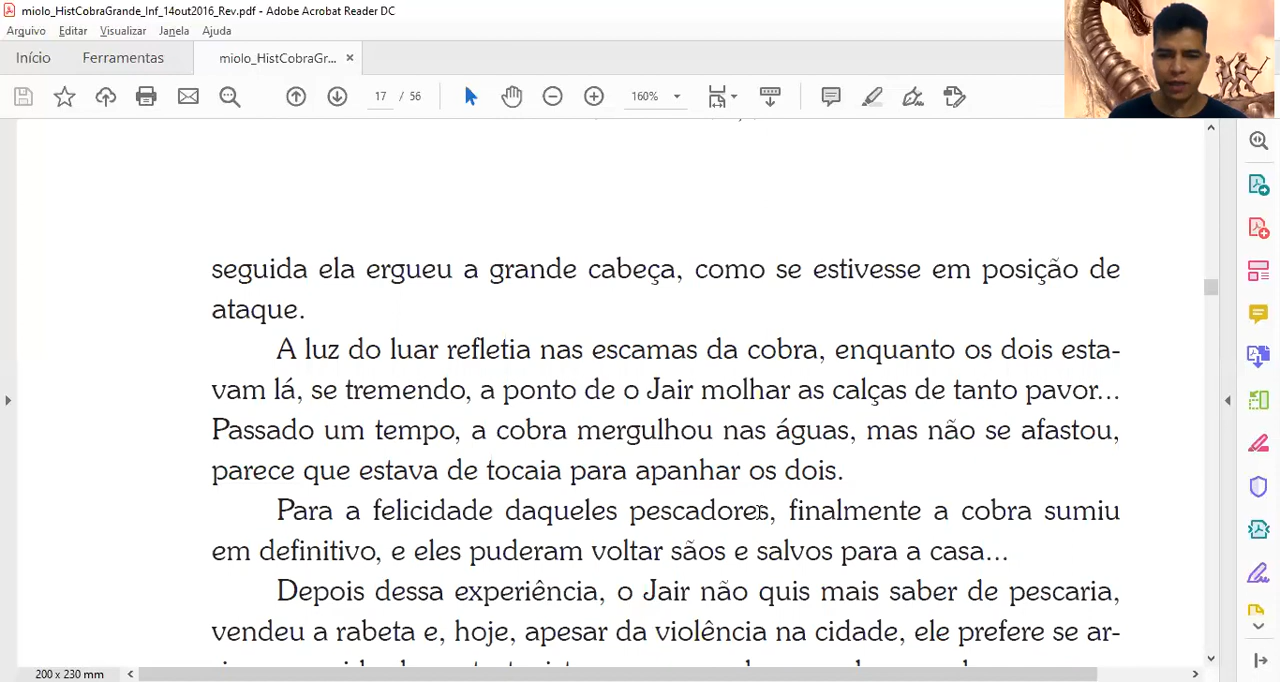 miolo_HistCobraGrande_Inf_14out2016_Rev.pdf - Adobe Acrobat Reader DC
Arquivo Editar Visualizar Janela Ajuda
Início Ferramentas miolo_HistCobraGr... ×
17 / 56 160%
seguida ela ergueu a grande cabeça, como se estivesse em posição de
ataque.
A luz do luar refletia nas escamas da cobra, enquanto os dois esta-
vam lá, se tremendo, a ponto de o Jair molhar as calças de tanto pavor...
Passado um tempo, a cobra mergulhou nas águas, mas não se afastou,
parece que estava de tocaia para apanhar os dois.
Para a felicidade daqueles pescadores, finalmente a cobra sumiu
em definitivo, e eles puderam voltar sãos e salvos para a casa...
Depois dessa experiência, o Jair não quis mais saber de pescaria,
vendeu a rabeta e, hoje, apesar da violência na cidade, ele prefere se ar-
200 x 230 mm